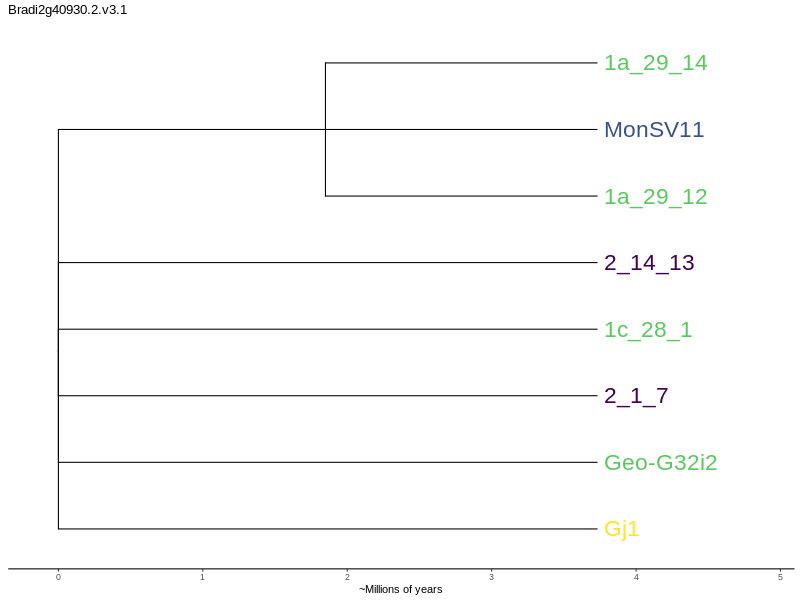 Bradi2g40930.2.v3.1
1a_29_14
MonSV11
1a_29_12
2_14_13
1c_28_1
2_1_7
Geo-G32i2
Gj1
0 1 2 3 4 5
~Millions of years